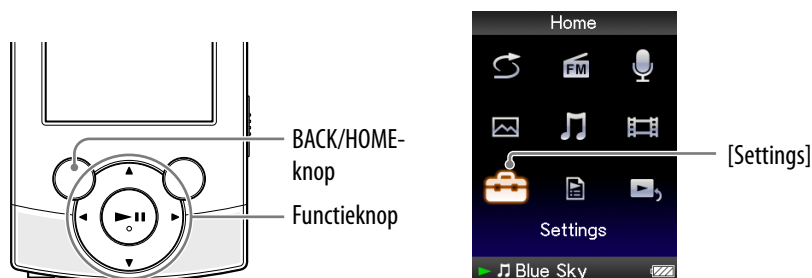 BACK/HOME-
knop
Functieknop
Home
FM
[Settings]
Settings
Blue Sky